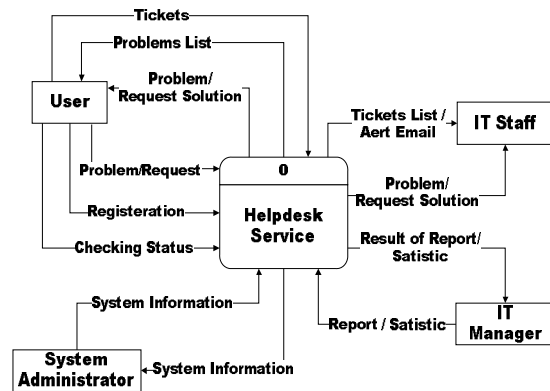 Tickets
Problems List
Problem/
Request Solution
User
Tickets List /
Aert Email
IT Staff
Problem/Request
0
Problem/
Request Solution
Registeration
Helpdesk
Service
Checking Status
Result of Report/
Satistic
System Information
Report / Satistic
IT
Manager
System
Administrator
System Information